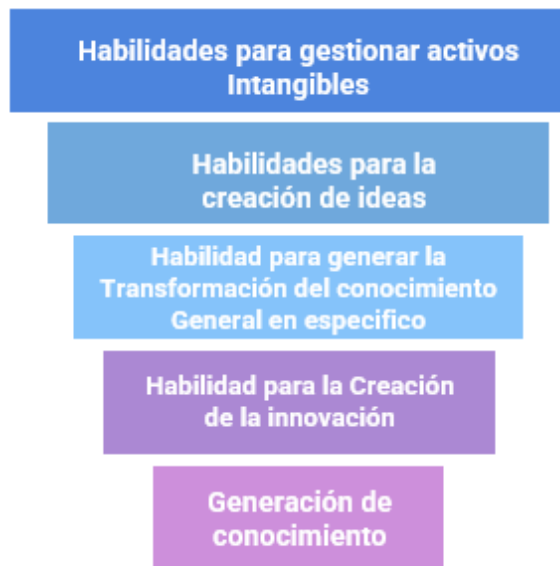 Habilidades para gestionar activos
Intangibles
Habilidades para la
creación de ideas
Habilidad para generar la
Transformación del conocimiento
General en especifico
Habilidad para la Creación
de la innovación
Generación de
conocimiento